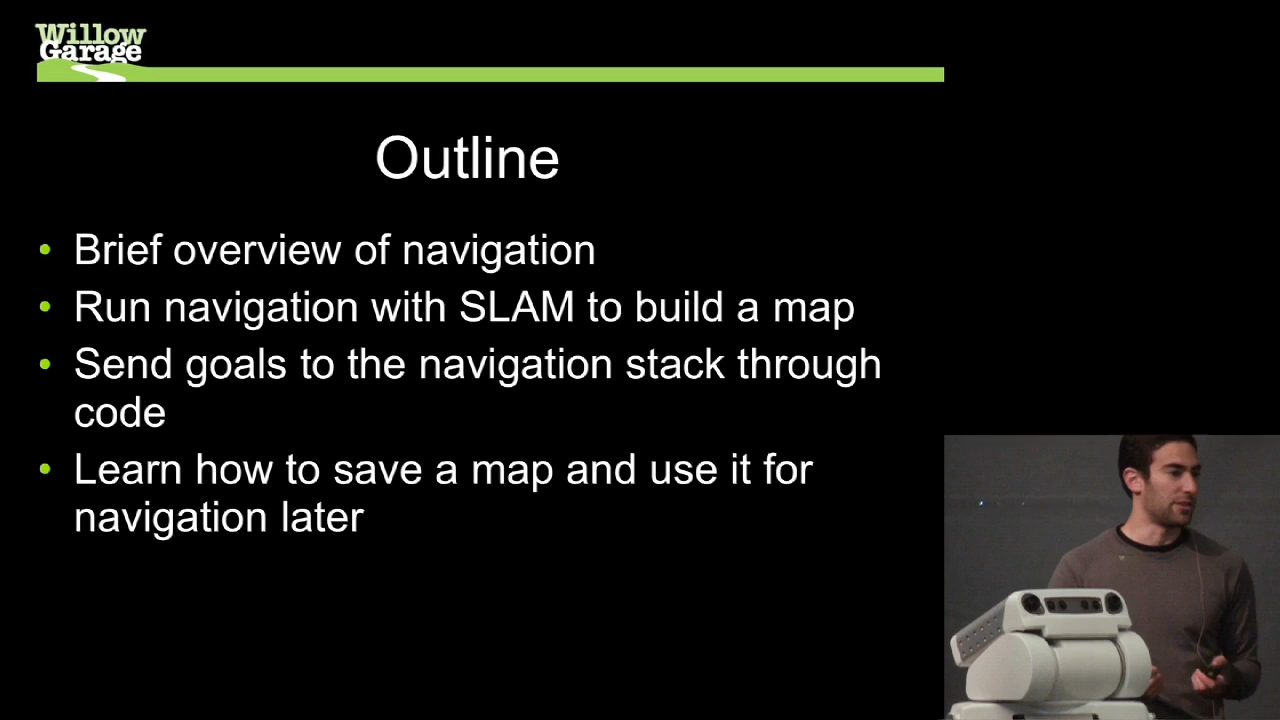 Willow
Garage
Outline
• Brief overview of navigation
• Run navigation with SLAM to build a map
• Send goals to the navigation stack through
code
• Learn how to save a map and use it for
navigation later